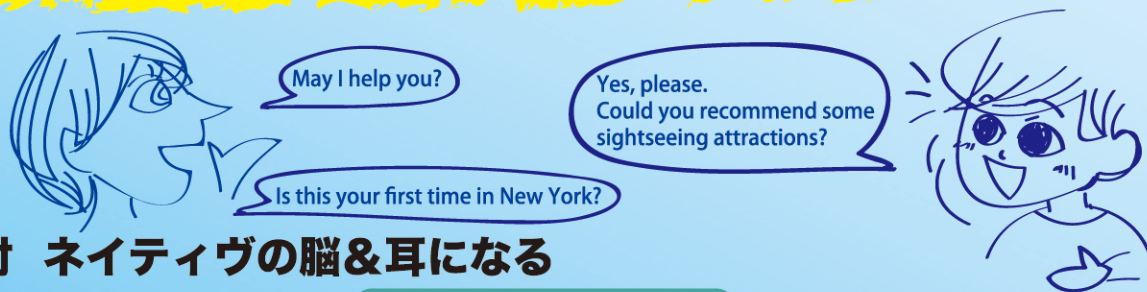 May I help you?
Yes, please.
Could you recommend some
sightseeing attractions?
Is this your first time in New York?
ネイティヴの脳&耳になる